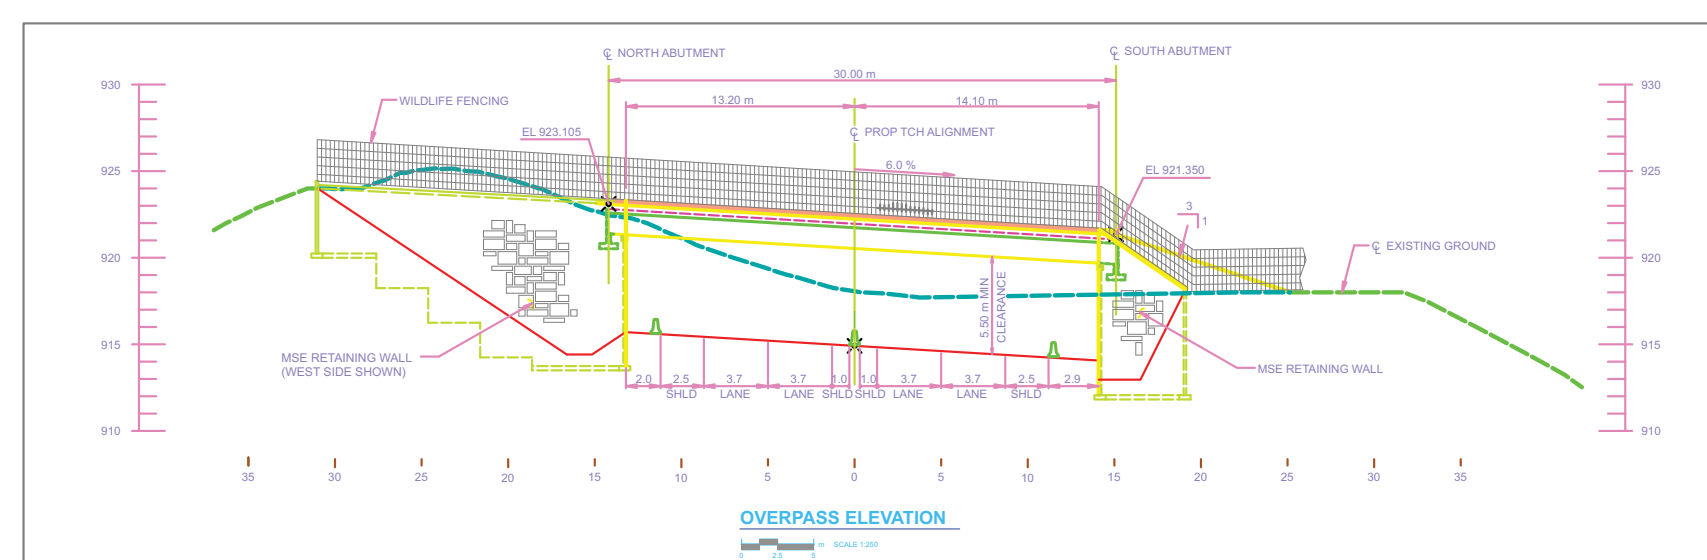 ℄ NORTH ABUTMENT
℄ SOUTH ABUTMENT
30.00 m
930
930
WILDLIFE FENCING
13.20 m
14.10 m
EL 923.105
℄ PROP TCH ALIGNMENT
6.0 %
EL 921.350
925
925
3
1
920
920
℄ EXISTING GROUND
5.50 m MIN
CLEARANCE
915
915
MSE RETAINING WALL
(WEST SIDE SHOWN)
MSE RETAINING WALL
2.0 2.5 3.7 3.7 1.0 1.0 3.7 3.7 2.5 2.9
SHLD LANE LANE SHLD SHLD LANE LANE SHLD
910
910
35 30 25 20 15 10 5 0 5 10 15 20 25 30 35
OVERPASS ELEVATION
m SCALE 1:250
0 2.5 5